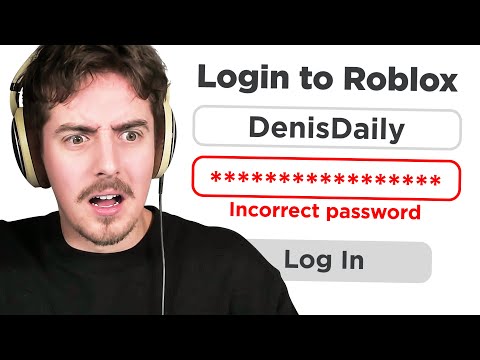 Login to Roblox
DenisDaily
*****************
Incorrect password
Log In